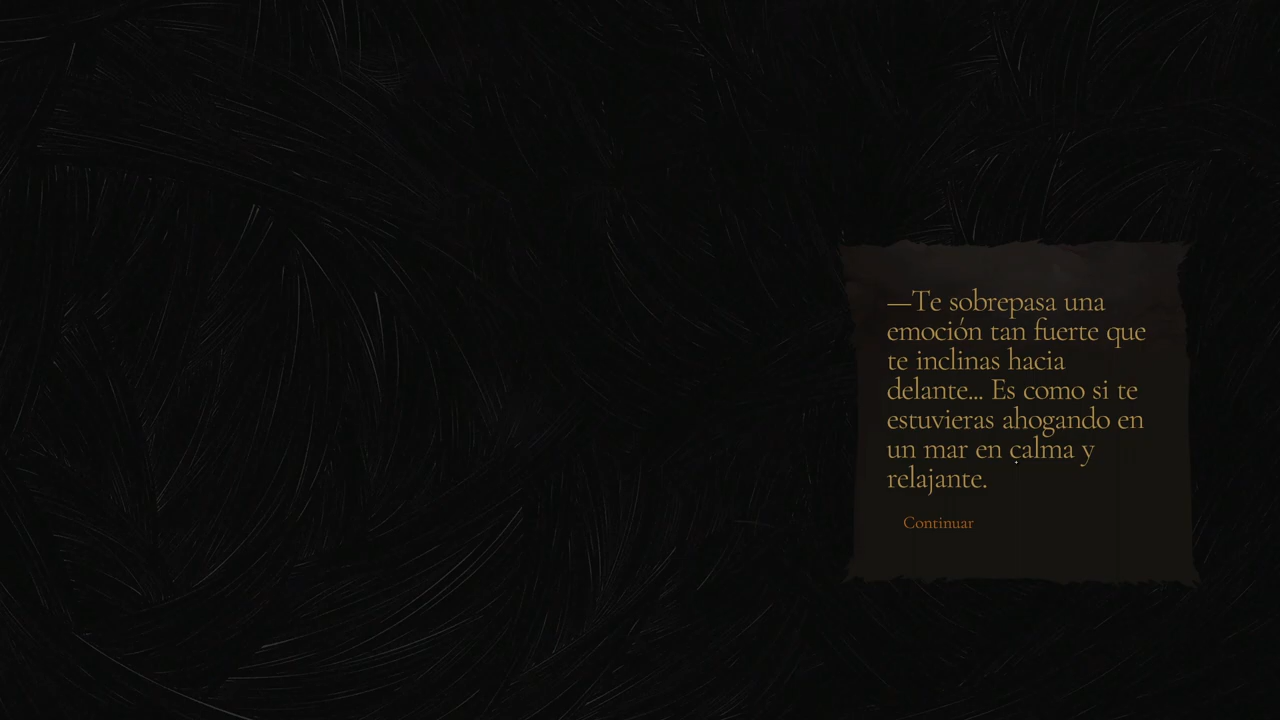 —Te sobrepasa una
emoción tan fuerte que
te inclinas hacia
delante... Es como si te
estuvieras ahogando en
un mar en calma y
relajante.
Continuar